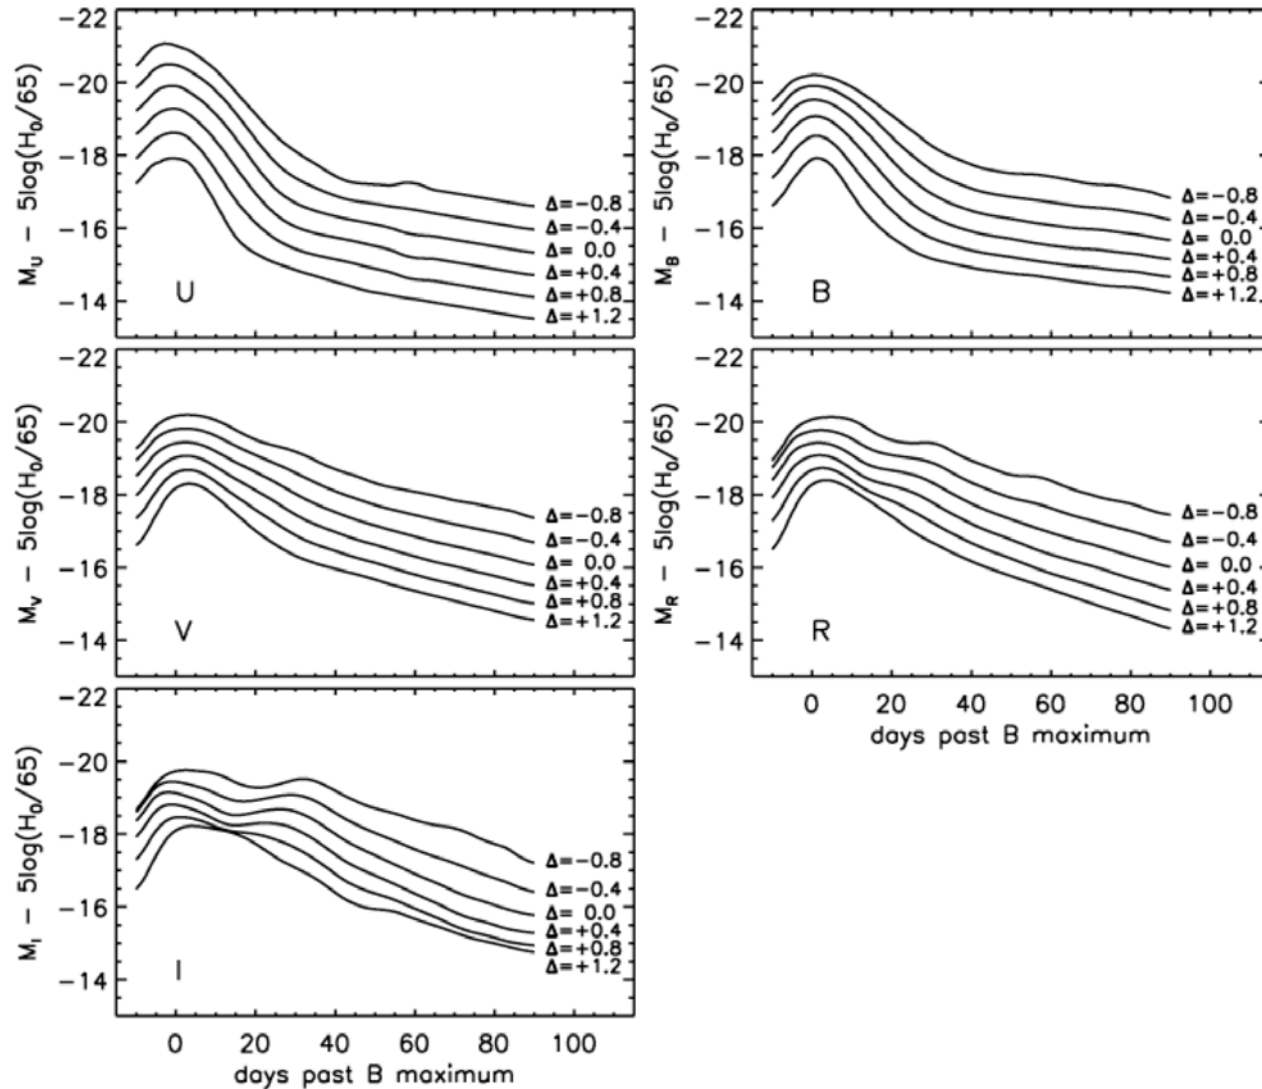 M_U − 5log(H_0/65)
−22
−20
−18
−16
−14
U
Δ=−0.8
Δ=−0.4
Δ= 0.0
Δ=+0.4
Δ=+0.8
Δ=+1.2
M_B − 5log(H_0/65)
−22
−20
−18
−16
−14
B
Δ=−0.8
Δ=−0.4
Δ= 0.0
Δ=+0.4
Δ=+0.8
Δ=+1.2
M_V − 5log(H_0/65)
−22
−20
−18
−16
−14
V
Δ=−0.8
Δ=−0.4
Δ= 0.0
Δ=+0.4
Δ=+0.8
Δ=+1.2
M_R − 5log(H_0/65)
−22
−20
−18
−16
−14
R
Δ=−0.8
Δ=−0.4
Δ= 0.0
Δ=+0.4
Δ=+0.8
Δ=+1.2
0 20 40 60 80 100
days past B maximum
M_I − 5log(H_0/65)
−22
−20
−18
−16
−14
I
Δ=−0.8
Δ=−0.4
Δ= 0.0
Δ=+0.4
Δ=+0.8
Δ=+1.2
0 20 40 60 80 100
days past B maximum